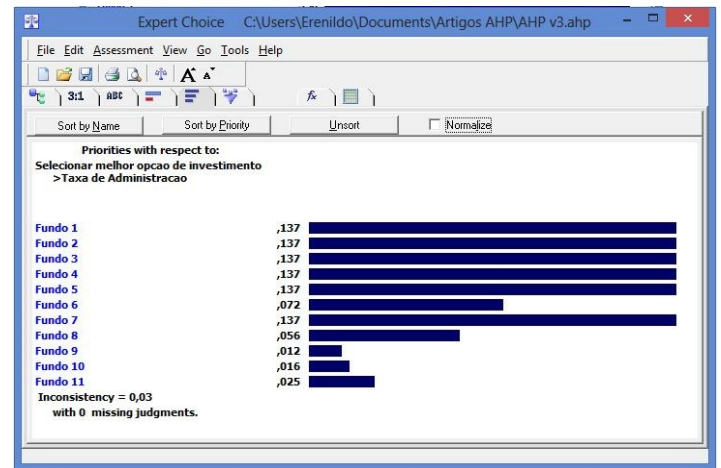 Expert Choice C:\Users\Erenildo\Documents\Artigos AHP\AHP v3.ahp
File Edit Assessment View Go Tools Help
A A
3:1 ABC fx
Sort by Name Sort by Priority Unsort Normalize
Priorities with respect to:
Selecionar melhor opcao de investimento
>Taxa de Administracao
Fundo 1 ,137
Fundo 2 ,137
Fundo 3 ,137
Fundo 4 ,137
Fundo 5 ,137
Fundo 6 ,072
Fundo 7 ,137
Fundo 8 ,056
Fundo 9 ,012
Fundo 10 ,016
Fundo 11 ,025
Inconsistency = 0,03
with 0 missing judgments.